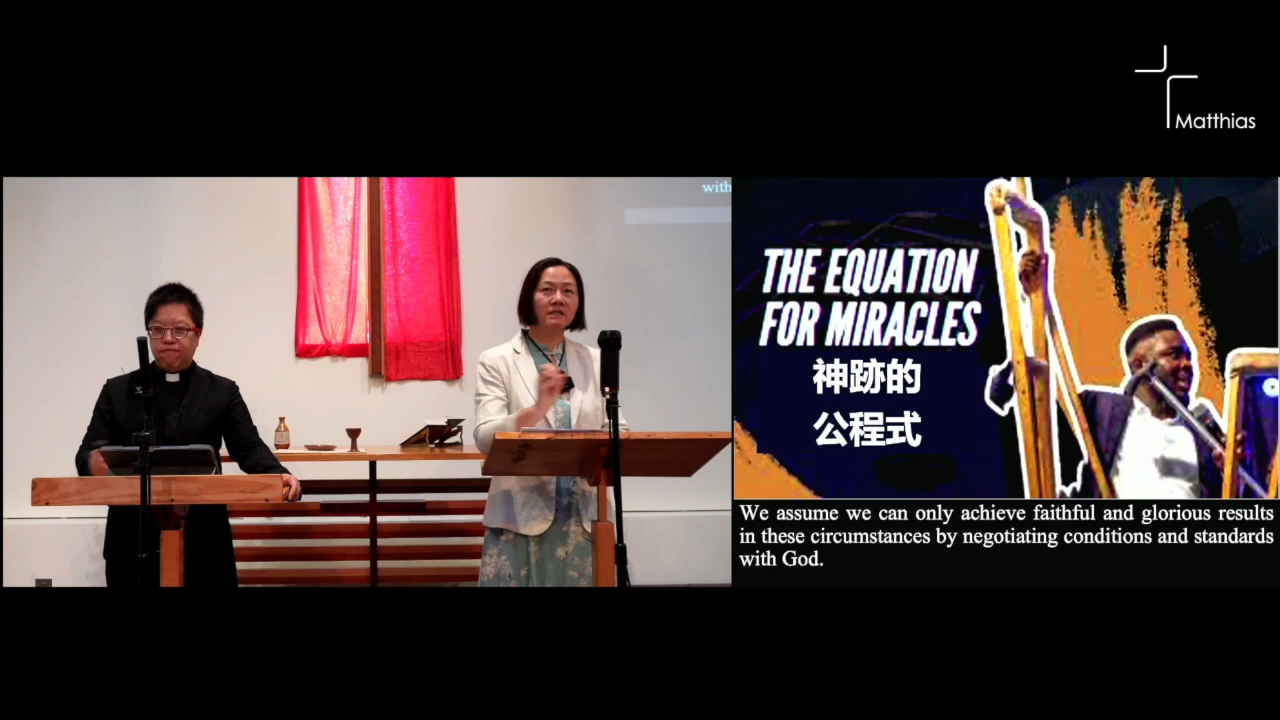 Matthias
with
THE EQUATION
FOR MIRACLES
神跡的
公程式
We assume we can only achieve faithful and glorious results
in these circumstances by negotiating conditions and standards
with God.